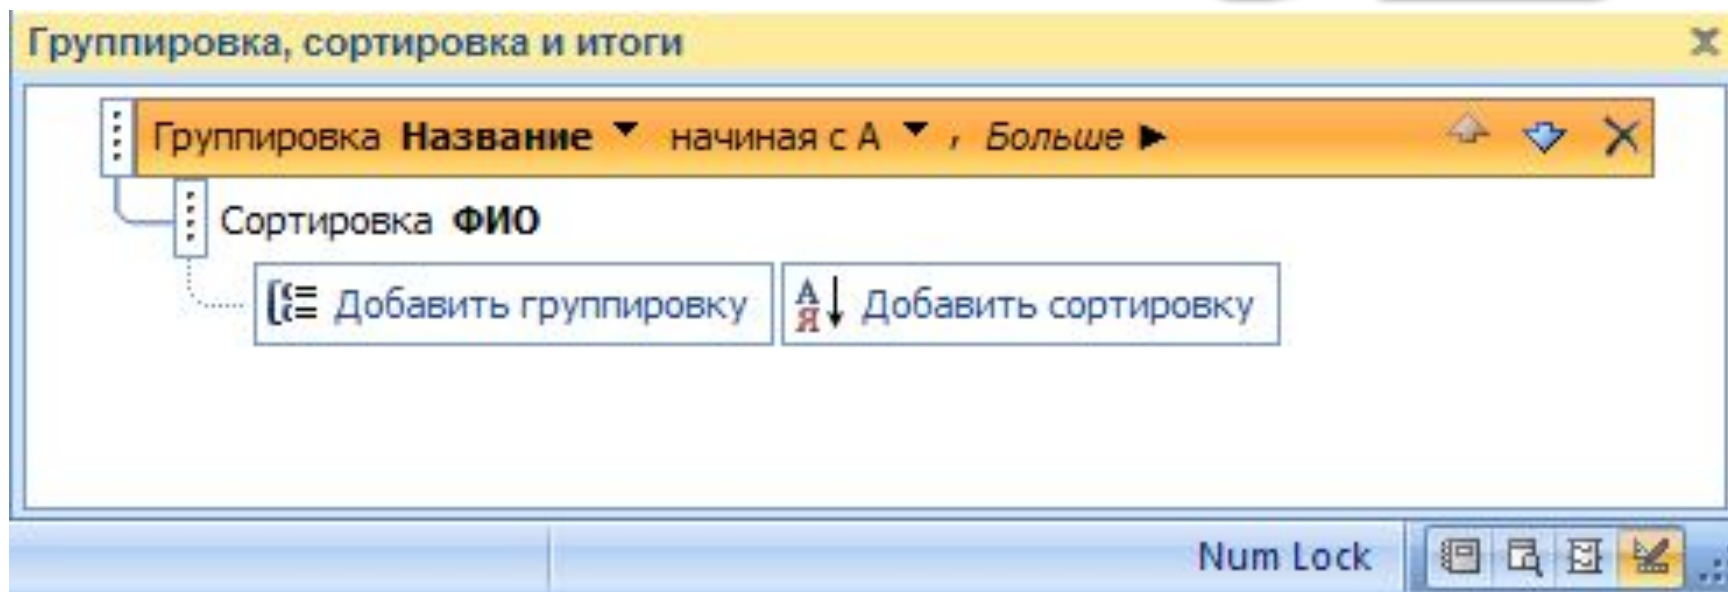 Группировка, сортировка и итоги
Группировка Название начиная с А , Больше
Сортировка ФИО
Добавить группировку А Я Добавить сортировку
Num Lock